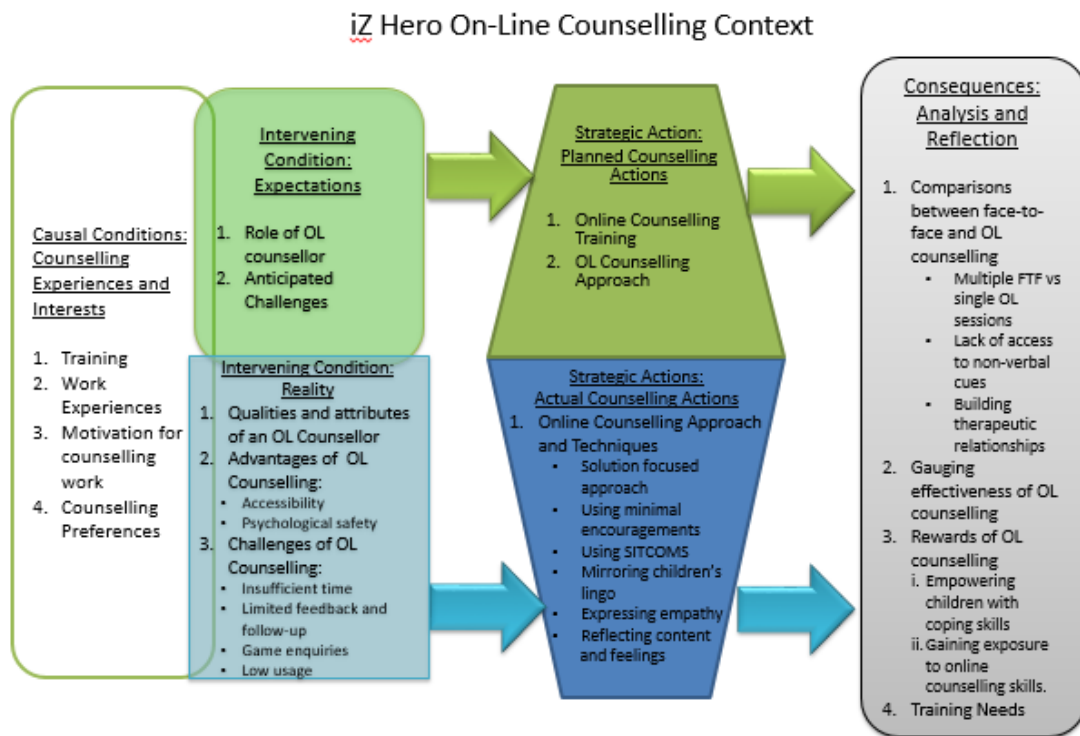 iZ Hero On-Line Counselling Context
Causal Conditions:
Counselling
Experiences and
Interests
1. Training
2. Work
Experiences
3. Motivation for
counselling
work
4. Counselling
Preferences
Intervening
Condition:
Expectations
1. Role of OL
counsellor
2. Anticipated
Challenges
Intervening Condition:
Reality
1. Qualities and attributes
of an OL Counsellor
2. Advantages of OL
Counselling:
▪ Accessibility
▪ Psychological safety
3. Challenges of OL
Counselling:
▪ Insufficient time
▪ Limited feedback and
follow-up
▪ Game enquiries
▪ Low usage
Strategic Action:
Planned Counselling
Actions
1. Online Counselling
Training
2. OL Counselling
Approach
Strategic Actions:
Actual Counselling Actions
1. Online Counselling Approach
and Techniques
▪ Solution focused
approach
▪ Using minimal
encouragements
▪ Using SITCOMS
▪ Mirroring children's
lingo
▪ Expressing empathy
▪ Reflecting content
and feelings
Consequences:
Analysis and
Reflection
1. Comparisons
between face-to-
face and OL
counselling
▪ Multiple FTF vs
single OL
sessions
▪ Lack of access
to non-verbal
cues
▪ Building
therapeutic
relationships
2. Gauging
effectiveness of OL
counselling
3. Rewards of OL
counselling
i. Empowering
children with
coping skills
ii. Gaining exposure
to online
counselling skills.
4. Training Needs